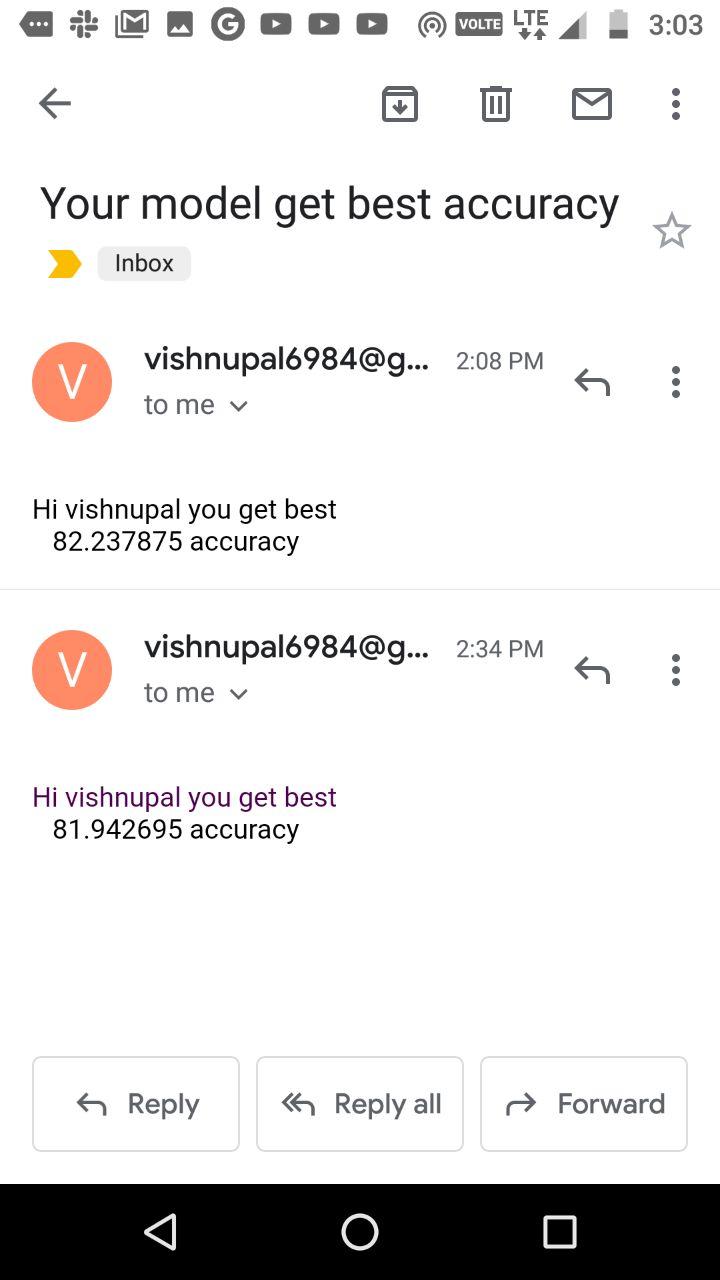 VOLTE LTE 3:03
Your model get best accuracy
Inbox
V
vishnupal6984@g... 2:08 PM
to me
Hi vishnupal you get best
82.237875 accuracy
V
vishnupal6984@g... 2:34 PM
to me
Hi vishnupal you get best
81.942695 accuracy
Reply Reply all Forward